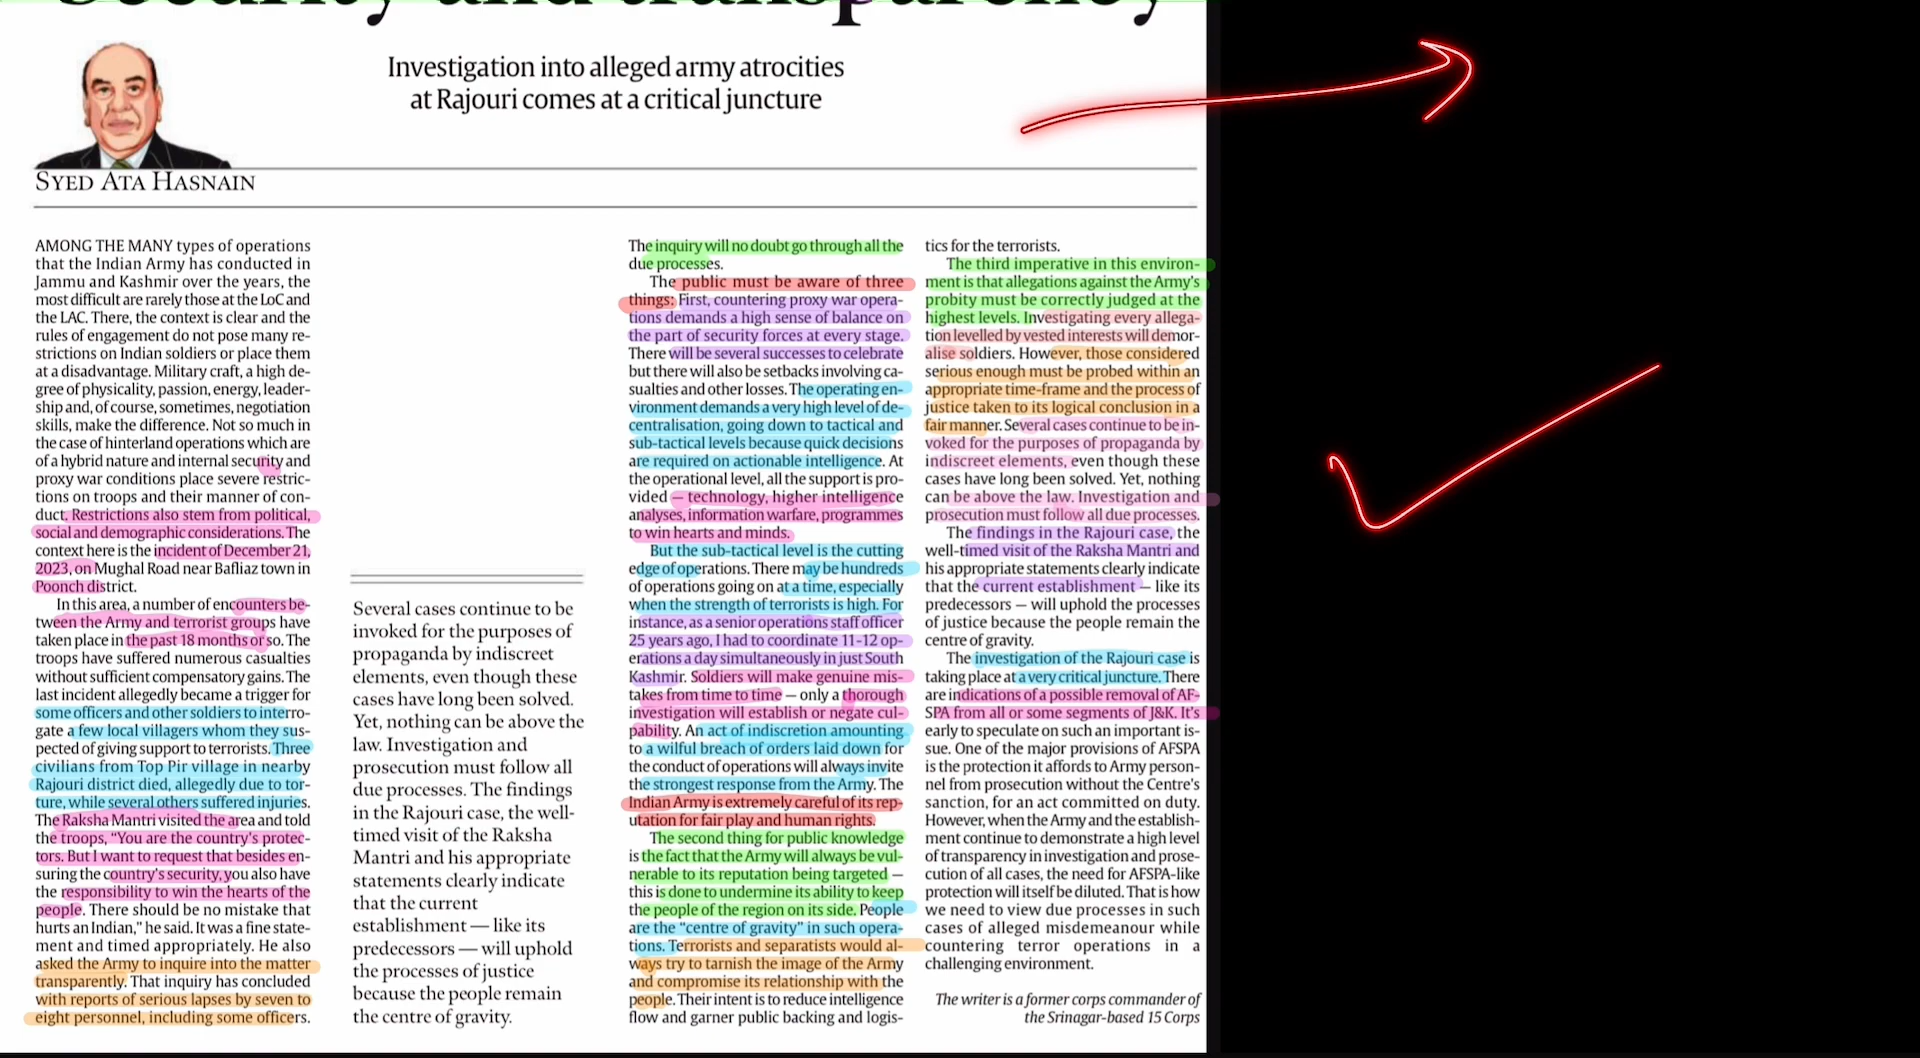 Security and transparency
Investigation into alleged army atrocities
at Rajouri comes at a critical juncture
SYED ATA HASNAIN
AMONG THE MANY types of operations
that the Indian Army has conducted in
Jammu and Kashmir over the years, the
most difficult are rarely those at the LoC and
the LAC. There, the context is clear and the
rules of engagement do not pose many re-
strictions on Indian soldiers or place them
at a disadvantage. Military craft, a high de-
gree of physicality, passion, energy, leader-
ship and, of course, sometimes, negotiation
skills, make the difference. Not so much in
the case of hinterland operations which are
of a hybrid nature and internal security and
proxy war conditions place severe restric-
tions on troops and their manner of con-
duct. Restrictions also stem from political,
social and demographic considerations. The
context here is the incident of December 21,
2023, on Mughal Road near Bafliaz town in
Poonch district.
In this area, a number of encounters be-
tween the Army and terrorist groups have
taken place in the past 18 months or so. The
troops have suffered numerous casualties
without sufficient compensatory gains. The
last incident allegedly became a trigger for
some officers and other soldiers to interro-
gate a few local villagers whom they sus-
pected of giving support to terrorists. Three
civilians from Top Pir village in nearby
Rajouri district died, allegedly due to tor-
ture, while several others suffered injuries.
The Raksha Mantri visited the area and told
the troops, "You are the country's protec-
tors. But I want to request that besides en-
suring the country's security, you also have
the responsibility to win the hearts of the
people. There should be no mistake that
hurts an Indian," he said. It was a fine state-
ment and timed appropriately. He also
asked the Army to inquire into the matter
transparently. That inquiry has concluded
with reports of serious lapses by seven to
eight personnel, including some officers.
Several cases continue to be
invoked for the purposes of
propaganda by indiscreet
elements, even though these
cases have long been solved.
Yet, nothing can be above the
law. Investigation and
prosecution must follow all
due processes. The findings
in the Rajouri case, the well-
timed visit of the Raksha
Mantri and his appropriate
statements clearly indicate
that the current
establishment — like its
predecessors — will uphold
the processes of justice
because the people remain
the centre of gravity.
The inquiry will no doubt go through all the
due processes.
The public must be aware of three
things: First, countering proxy war opera-
tions demands a high sense of balance on
the part of security forces at every stage.
There will be several successes to celebrate
but there will also be setbacks involving ca-
sualties and other losses. The operating en-
vironment demands a very high level of de-
centralisation, going down to tactical and
sub-tactical levels because quick decisions
are required on actionable intelligence. At
the operational level, all the support is pro-
vided — technology, higher intelligence
analyses, information warfare, programmes
to win hearts and minds.
But the sub-tactical level is the cutting
edge of operations. There may be hundreds
of operations going on at a time, especially
when the strength of terrorists is high. For
instance, as a senior operations staff officer
25 years ago, I had to coordinate 11-12 op-
erations a day simultaneously in just South
Kashmir. Soldiers will make genuine mis-
takes from time to time — only a thorough
investigation will establish or negate cul-
pability. An act of indiscretion amounting
to a wilful breach of orders laid down for
the conduct of operations will always invite
the strongest response from the Army. The
Indian Army is extremely careful of its rep-
utation for fair play and human rights.
The second thing for public knowledge
is the fact that the Army will always be vul-
nerable to its reputation being targeted —
this is done to undermine its ability to keep
the people of the region on its side. People
are the "centre of gravity" in such opera-
tions. Terrorists and separatists would al-
ways try to tarnish the image of the Army
and compromise its relationship with the
people. Their intent is to reduce intelligence
flow and garner public backing and logis-
tics for the terrorists.
The third imperative in this environ-
ment is that allegations against the Army's
probity must be correctly judged at the
highest levels. Investigating every allega-
tion levelled by vested interests will demor-
alise soldiers. However, those considered
serious enough must be probed within an
appropriate time-frame and the process of
justice taken to its logical conclusion in a
fair manner. Several cases continue to be in-
voked for the purposes of propaganda by
indiscreet elements, even though these
cases have long been solved. Yet, nothing
can be above the law. Investigation and
prosecution must follow all due processes.
The findings in the Rajouri case, the
well-timed visit of the Raksha Mantri and
his appropriate statements clearly indicate
that the current establishment — like its
predecessors — will uphold the processes
of justice because the people remain the
centre of gravity.
The investigation of the Rajouri case is
taking place at a very critical juncture. There
are indications of a possible removal of AF-
SPA from all or some segments of J&K. It's
early to speculate on such an important is-
sue. One of the major provisions of AFSPA
is the protection it affords to Army person-
nel from prosecution without the Centre's
sanction, for an act committed on duty.
However, when the Army and the establish-
ment continue to demonstrate a high level
of transparency in investigation and prose-
cution of all cases, the need for AFSPA-like
protection will itself be diluted. That is how
we need to view due processes in such
cases of alleged misdemeanour while
countering terror operations in a
challenging environment.
The writer is a former corps commander of
the Srinagar-based 15 Corps